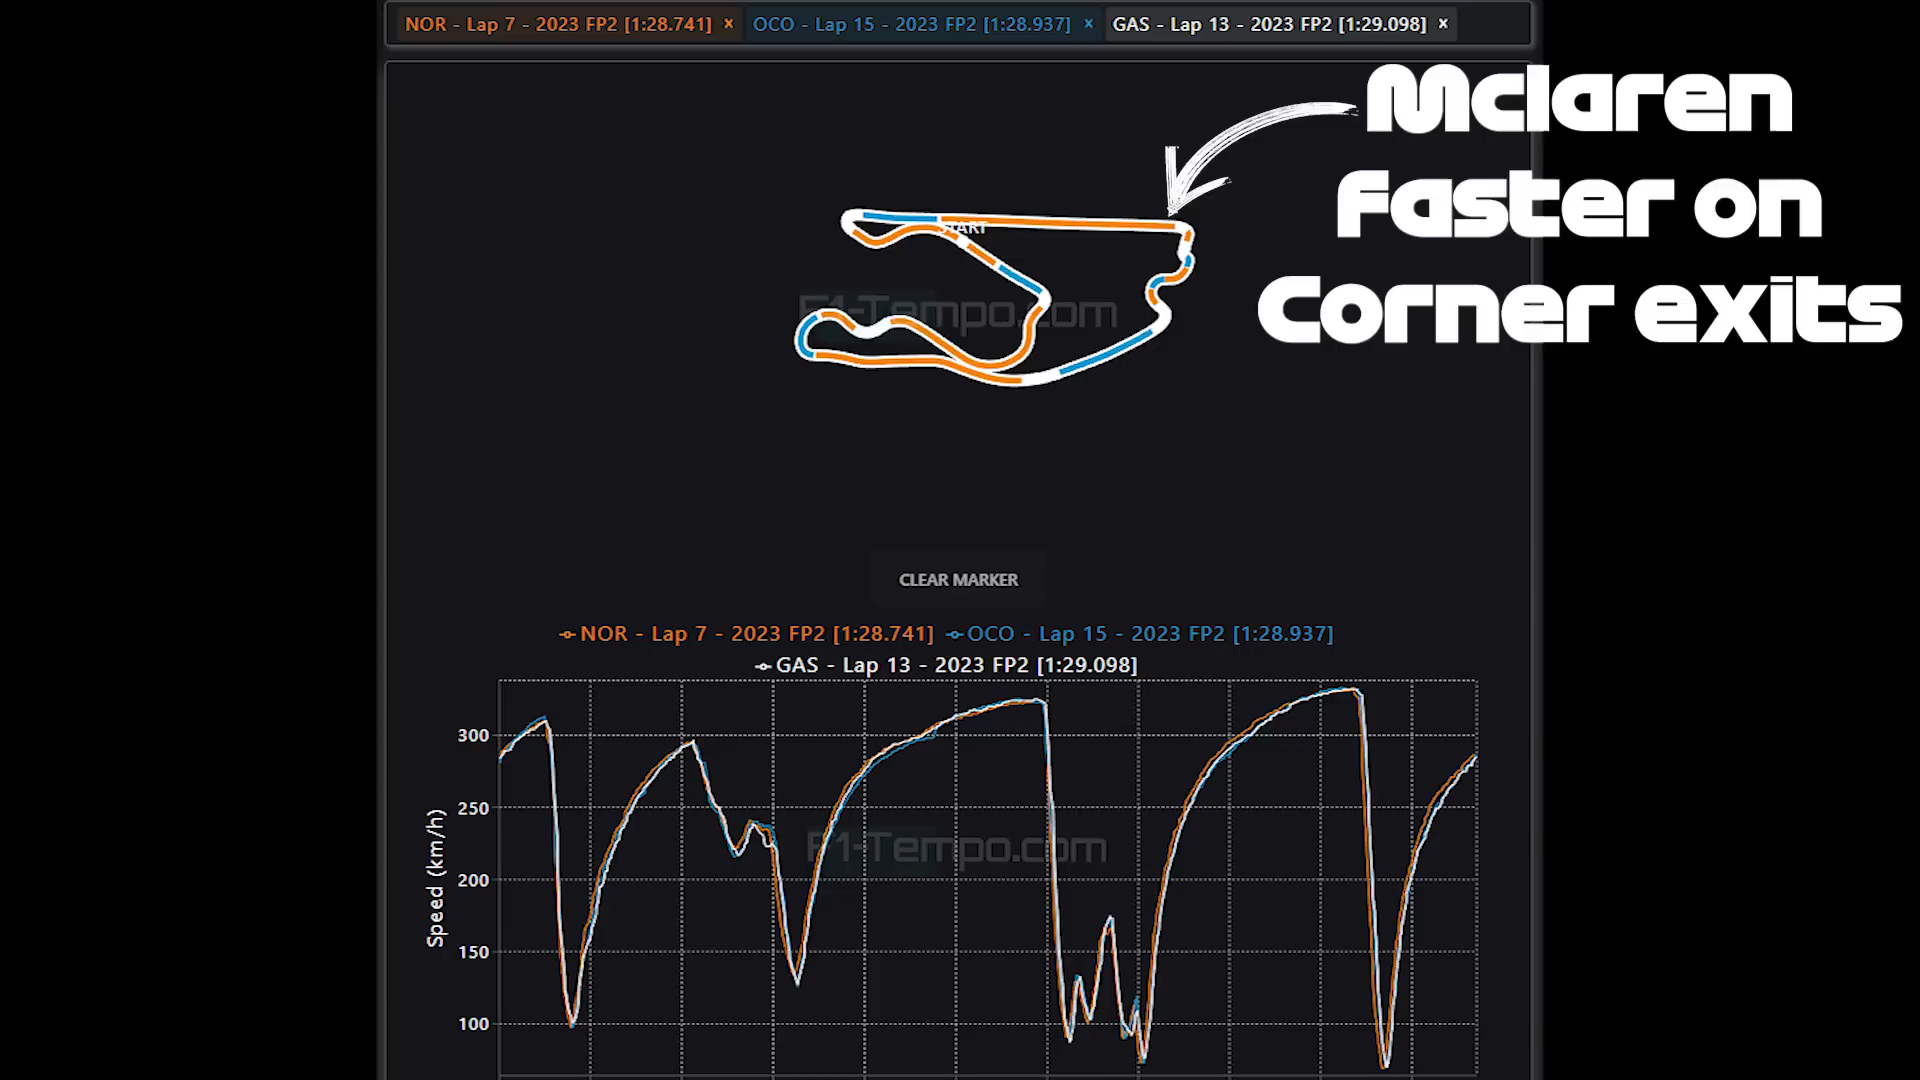 NOR - Lap 7 - 2023 FP2 [1:28.741] × OCO - Lap 15 - 2023 FP2 [1:28.937] × GAS - Lap 13 - 2023 FP2 [1:29.098] ×
Mclaren
Faster on
Corner exits
START
F1-Tempo.com
CLEAR MARKER
NOR - Lap 7 - 2023 FP2 [1:28.741] OCO - Lap 15 - 2023 FP2 [1:28.937]
GAS - Lap 13 - 2023 FP2 [1:29.098]
Speed (km/h)
300
250
200
150
100
F1-Tempo.com